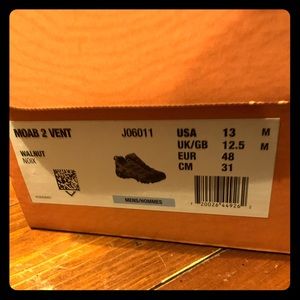 MOAB 2 VENT J06011 USA 13 M
WALNUT UK/GB 12.5 M
NOIX EUR 48
CM 31
MENS/HOMMES